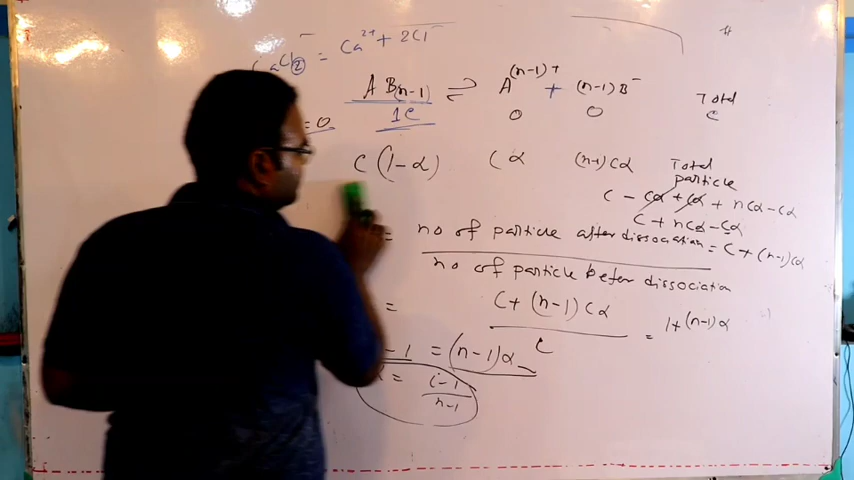 CaCl₂ = Ca²⁺ + 2Cl⁻
AB(n-1) ⇌ A^(n-1)+ + (n-1)B⁻ Total
= 0 1C 0 0 C
C(1-α) Cα (n-1)Cα Total
particle
C - Cα + Cα + nCα - Cα
C + nCα - Cα
= no of particle after dissociation = C + (n-1)Cα
no of particle befor dissociation
= C + (n-1)Cα = 1 + (n-1)α
C
-1 = (n-1)α
= i-1
n-1